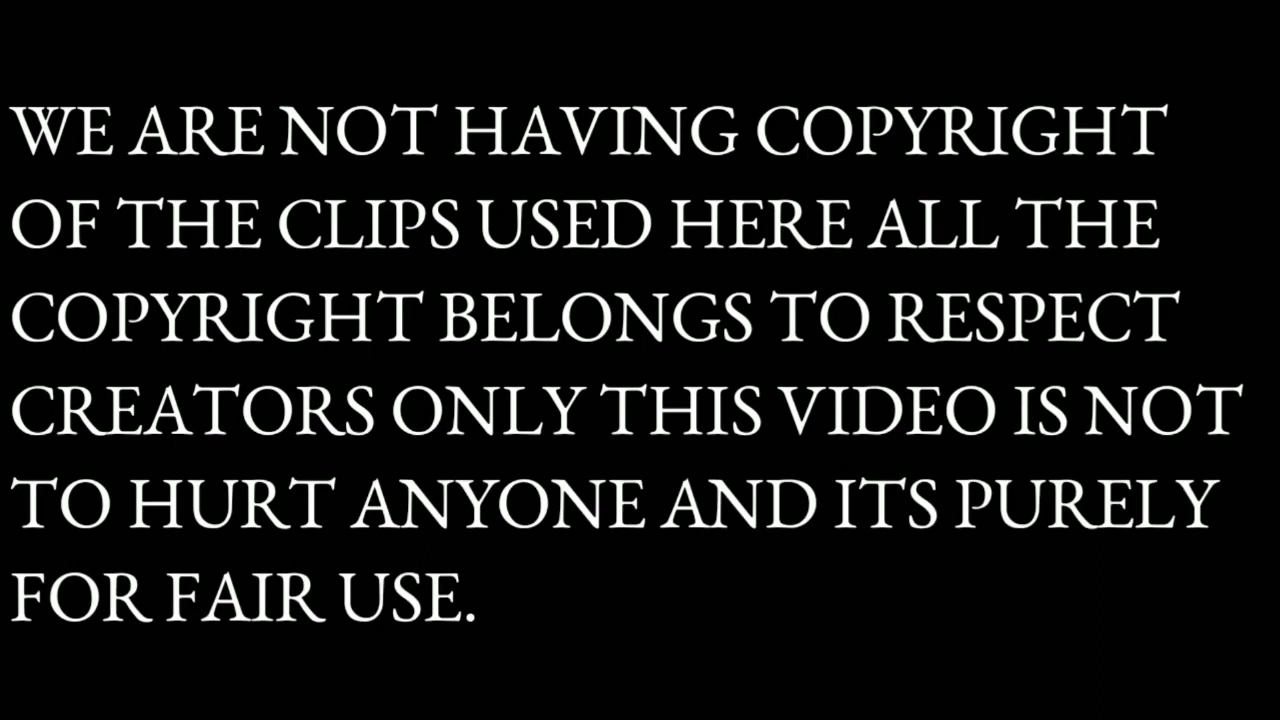 WE ARE NOT HAVING COPYRIGHT
OF THE CLIPS USED HERE ALL THE
COPYRIGHT BELONGS TO RESPECT
CREATORS ONLY THIS VIDEO IS NOT
TO HURT ANYONE AND ITS PURELY
FOR FAIR USE.